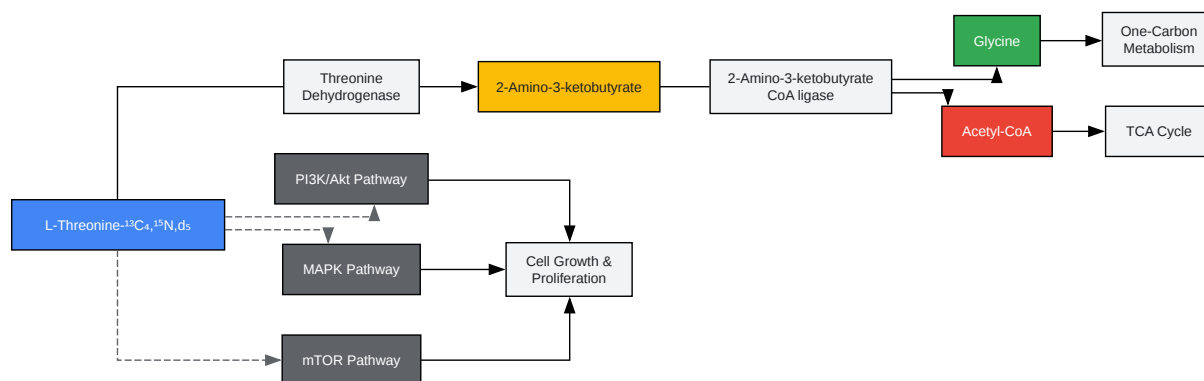 Glycine
One-Carbon
Metabolism
Threonine
Dehydrogenase
2-Amino-3-ketobutyrate
2-Amino-3-ketobutyrate
CoA ligase
Acetyl-CoA
TCA Cycle
PI3K/Akt Pathway
L-Threonine-¹³C₄,¹⁵N,d₅
MAPK Pathway
Cell Growth &
Proliferation
mTOR Pathway